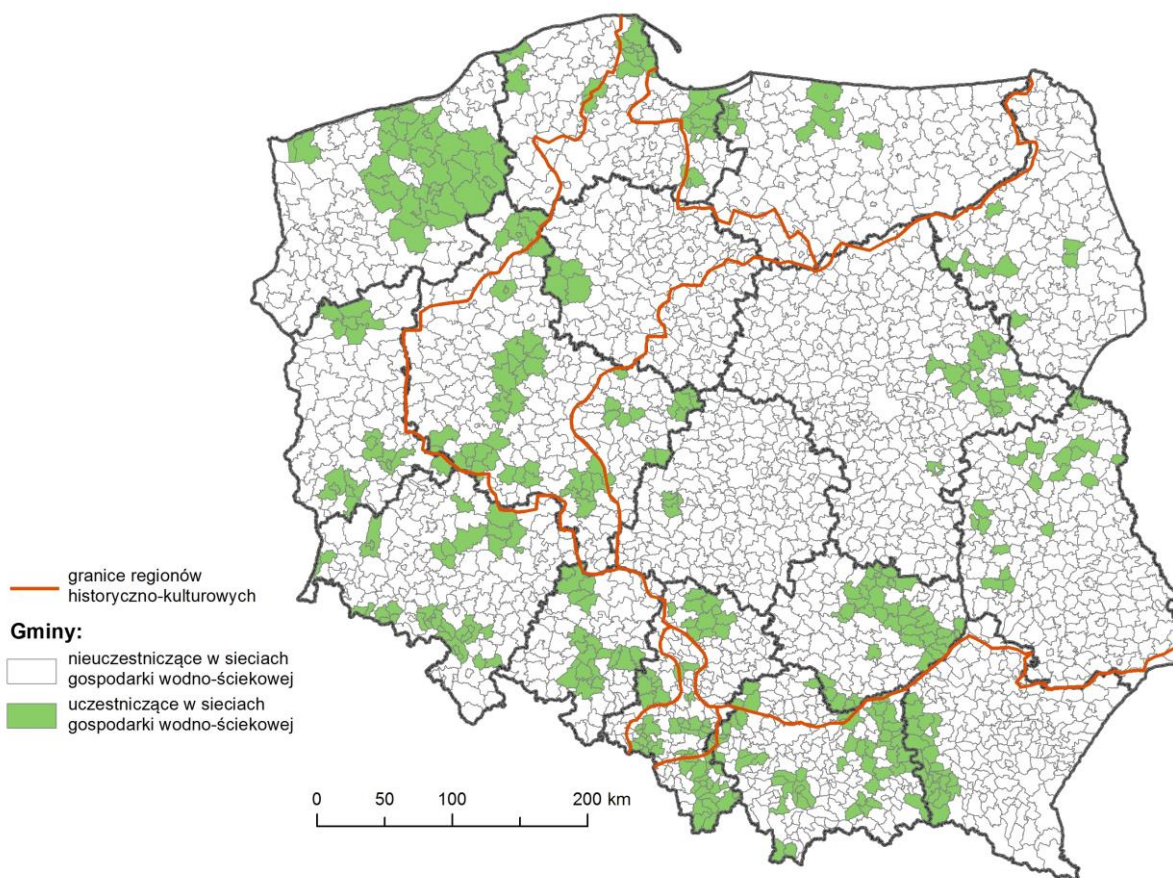 granice regionów
historyczno-kulturowych
Gminy:
nieuczestniczące w sieciach
gospodarki wodno-ściekowej
uczestniczące w sieciach
gospodarki wodno-ściekowej
0 50 100 200 km